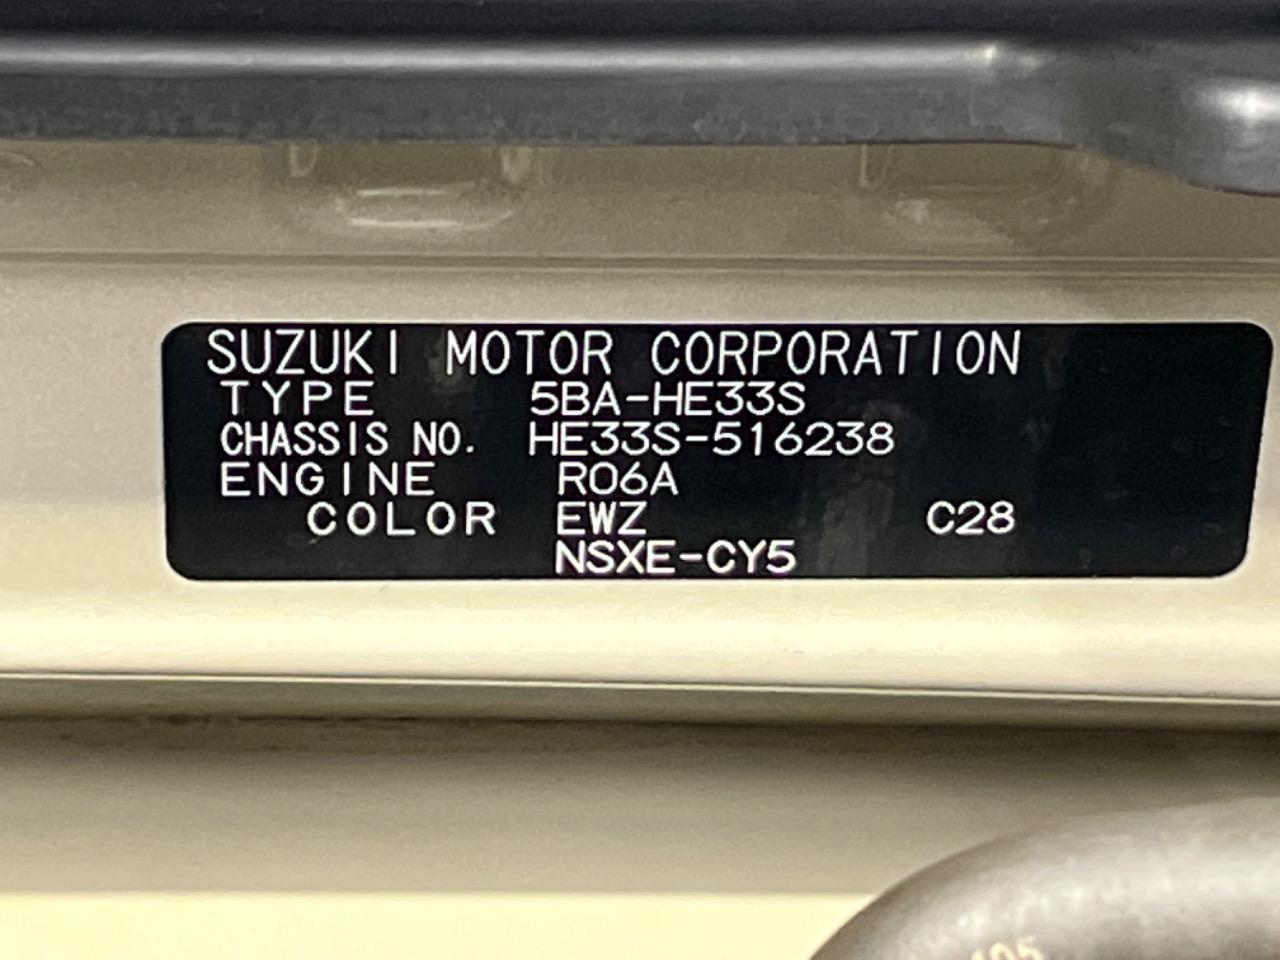 SUZUKI MOTOR CORPORATION
TYPE 5BA-HE33S
CHASSIS NO. HE33S-516238
ENGINE R06A
COLOR EWZ C28
NSXE-CY5